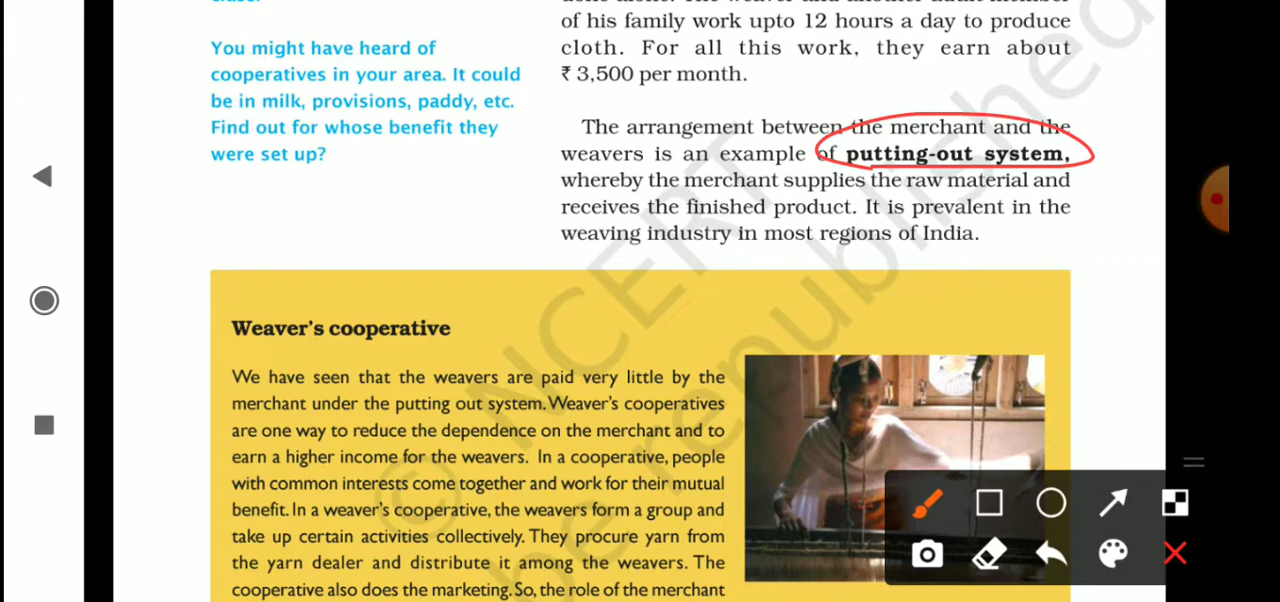 You might have heard of
cooperatives in your area. It could
be in milk, provisions, paddy, etc.
Find out for whose benefit they
were set up?
of his family work upto 12 hours a day to produce
cloth. For all this work, they earn about
₹ 3,500 per month.
The arrangement between the merchant and the
weavers is an example of putting-out system,
whereby the merchant supplies the raw material and
receives the finished product. It is prevalent in the
weaving industry in most regions of India.
Weaver's cooperative
We have seen that the weavers are paid very little by the
merchant under the putting out system. Weaver's cooperatives
are one way to reduce the dependence on the merchant and to
earn a higher income for the weavers. In a cooperative, people
with common interests come together and work for their mutual
benefit. In a weaver's cooperative, the weavers form a group and
take up certain activities collectively. They procure yarn from
the yarn dealer and distribute it among the weavers. The
cooperative also does the marketing. So, the role of the merchant
© NCERT
be republished